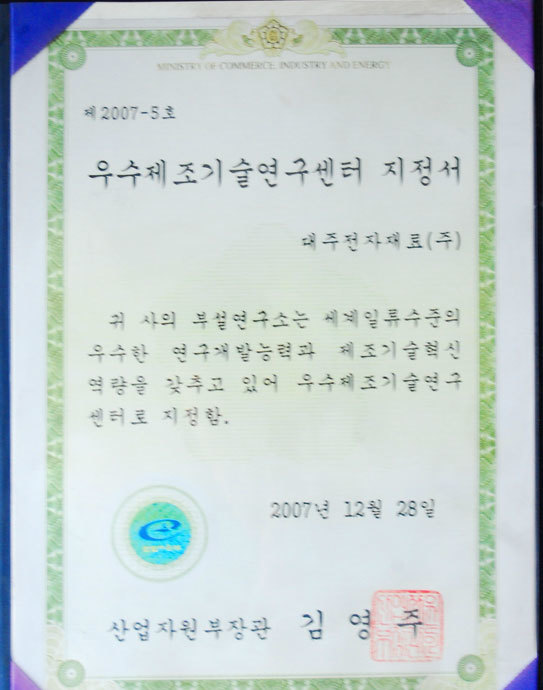 MINISTRY OF COMMERCE, INDUSTRY AND ENERGY
제2007-5호
우수제조기술연구센터 지정서
대주전자재료(주)
귀 사의 부설연구소는 세계일류수준의
우수한 연구개발능력과 제조기술혁신
역량을 갖추고 있어 우수제조기술연구
센터로 지정함.
2007년 12월 28일
산업자원부장관 김영주